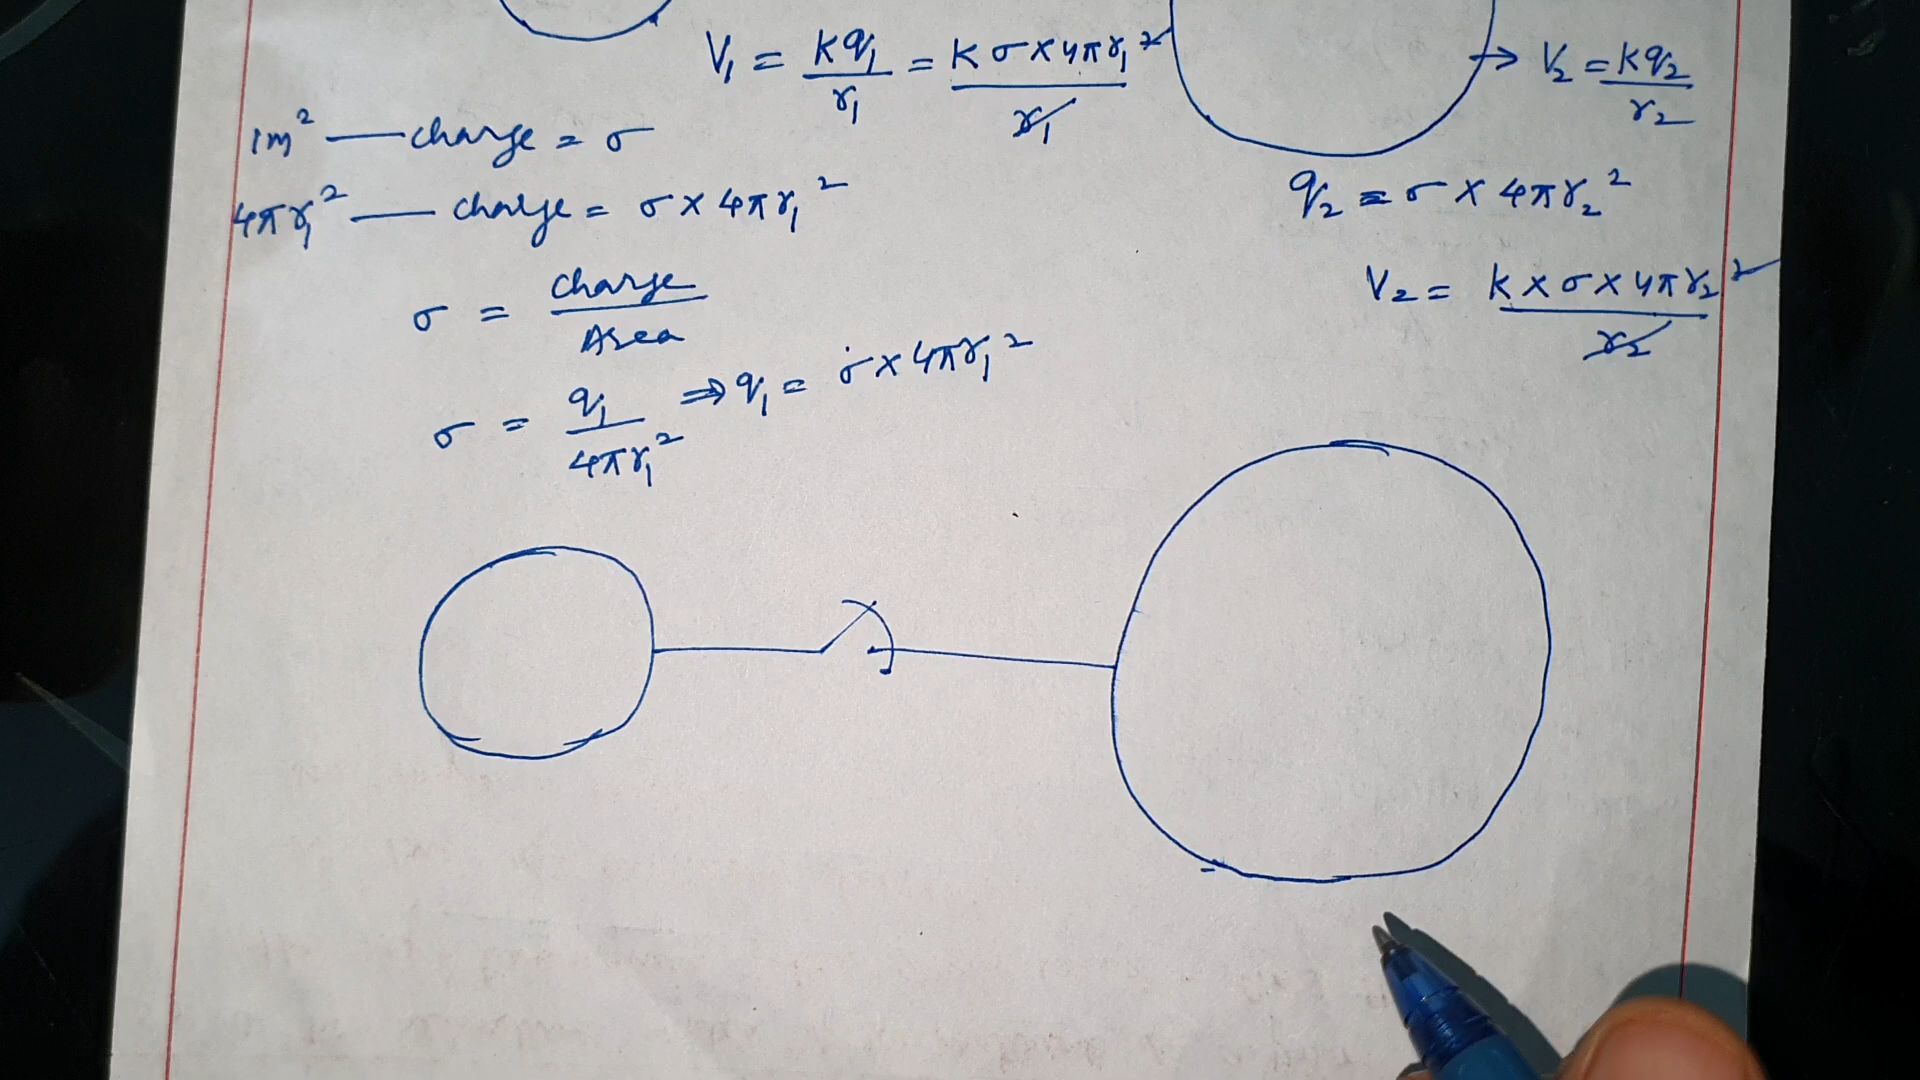 V₁ = kq₁/r₁ = kσ×4πr₁²/r₁
→ V₂ = kq₂/r₂
1m² — charge = σ
4πr₁² — charge = σ × 4πr₁²
q₂ = σ × 4πr₂²
σ = charge/Area
V₂ = k×σ×4πr₂²/r₂
σ = q₁/4πr₁² ⇒ q₁ = σ×4πr₁²